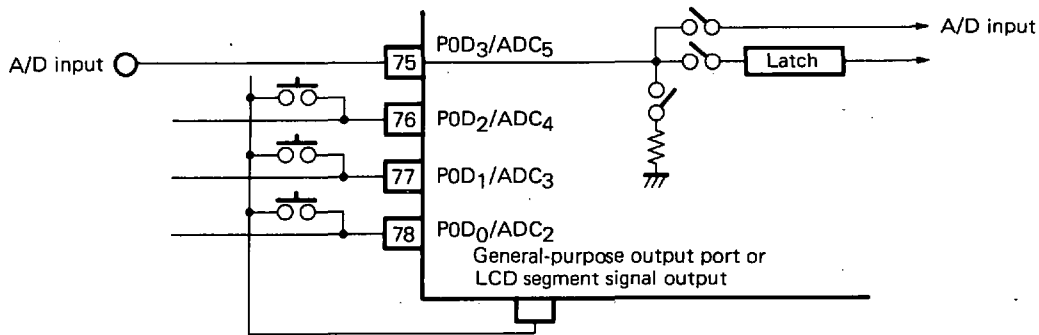 A/D input
75
P0D3/ADC5
A/D input
Latch
76
P0D2/ADC4
77
P0D1/ADC3
78
P0D0/ADC2
General-purpose output port or
LCD segment signal output